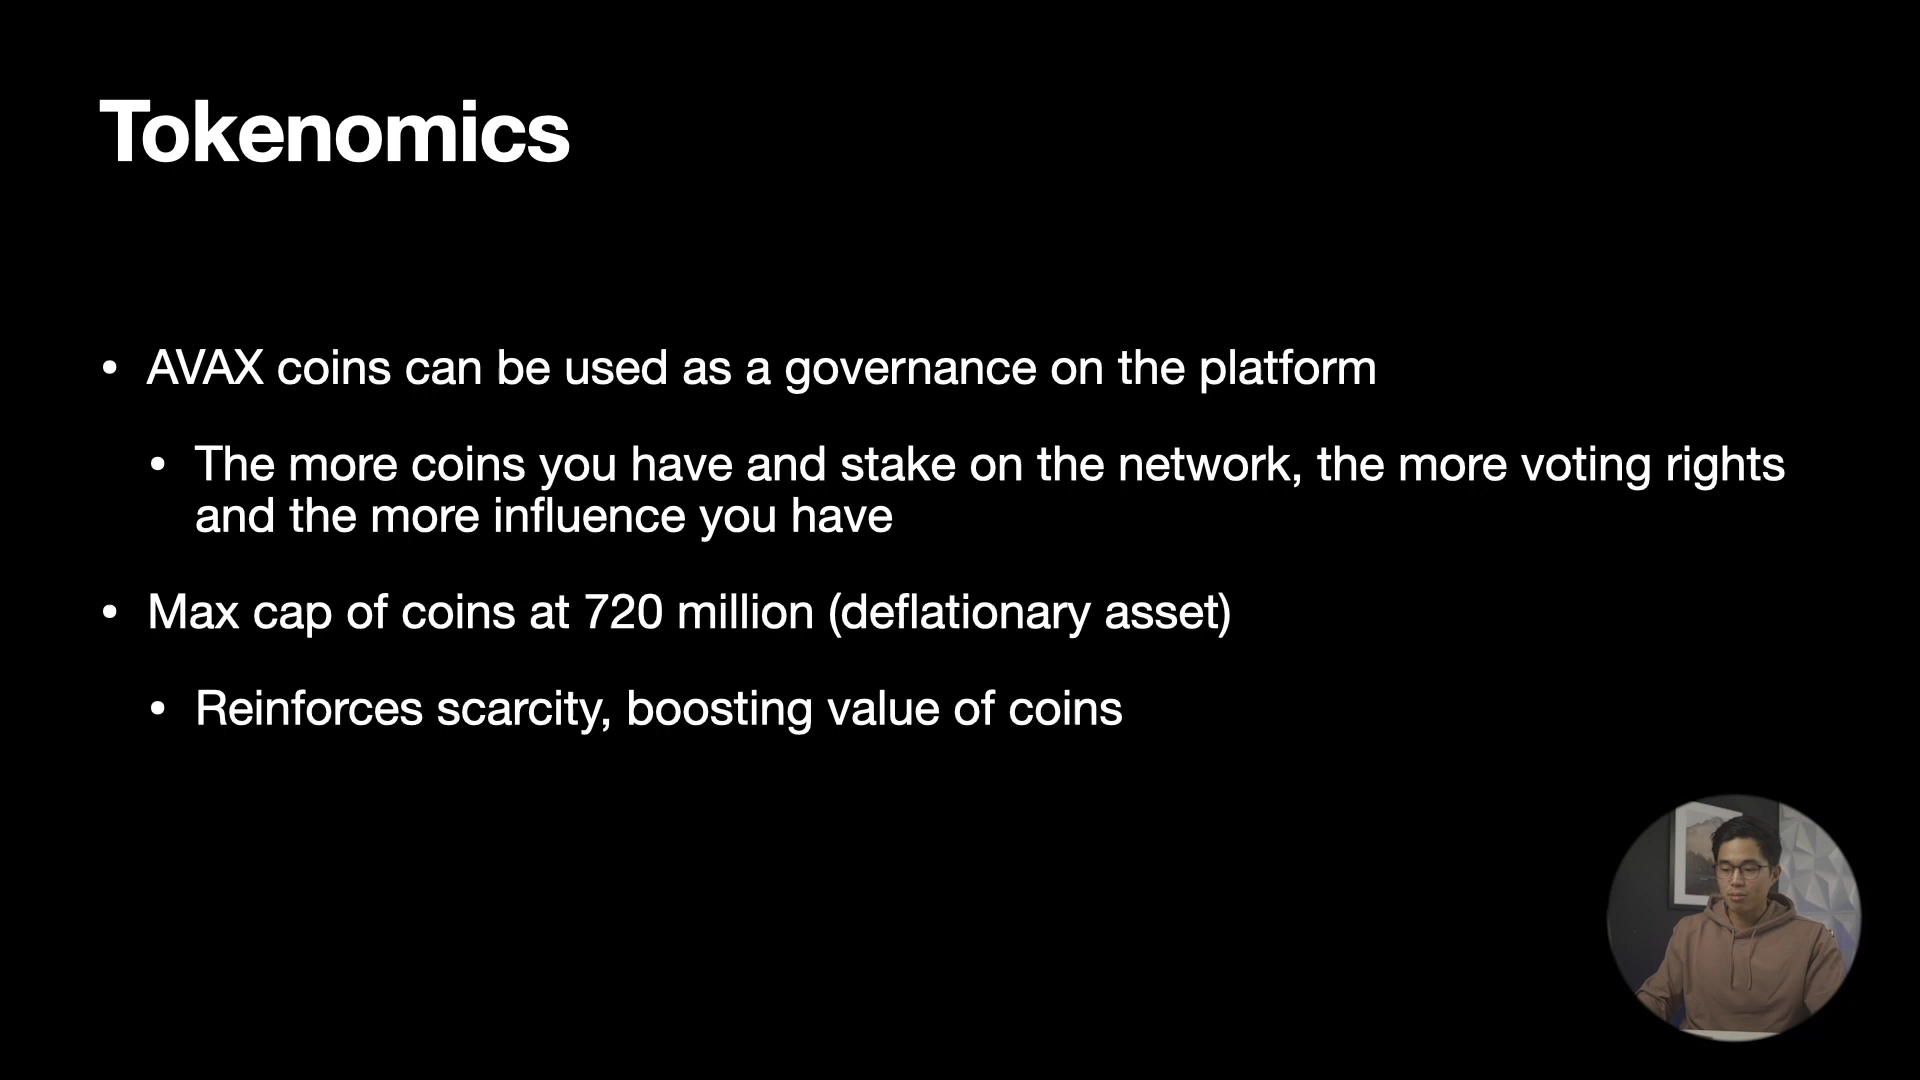 Tokenomics
• AVAX coins can be used as a governance on the platform
• The more coins you have and stake on the network, the more voting rights
and the more influence you have
• Max cap of coins at 720 million (deflationary asset)
• Reinforces scarcity, boosting value of coins